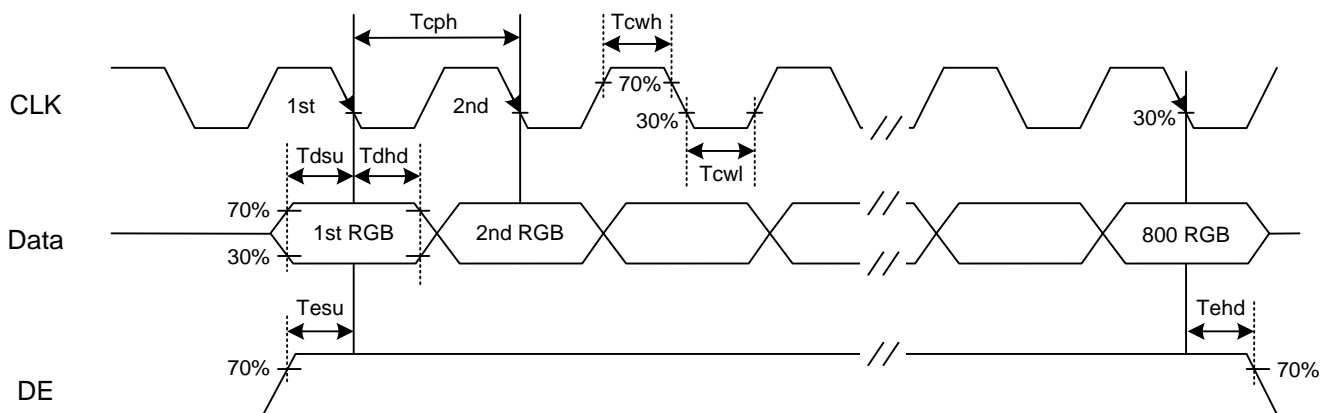 Tcph
Tcwh
CLK
1st
2nd
70%
30%
30%
Tdsu
Tdhd
Tcwl
70%
Data
1st RGB
2nd RGB
800 RGB
30%
Tesu
Tehd
70%
70%
DE